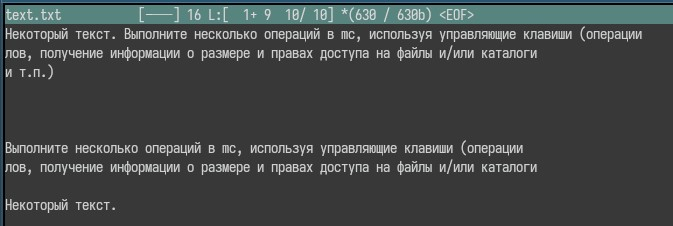 text.txt [----] 16 L:[ 1+ 9 10/ 10] *(630 / 630b) <EOF>
Некоторый текст. Выполните несколько операций в mc, используя управляющие клавиши (операции
лов, получение информации о размере и правах доступа на файлы и/или каталоги
и т.п.)
Выполните несколько операций в mc, используя управляющие клавиши (операции
лов, получение информации о размере и правах доступа на файлы и/или каталоги
Некоторый текст.